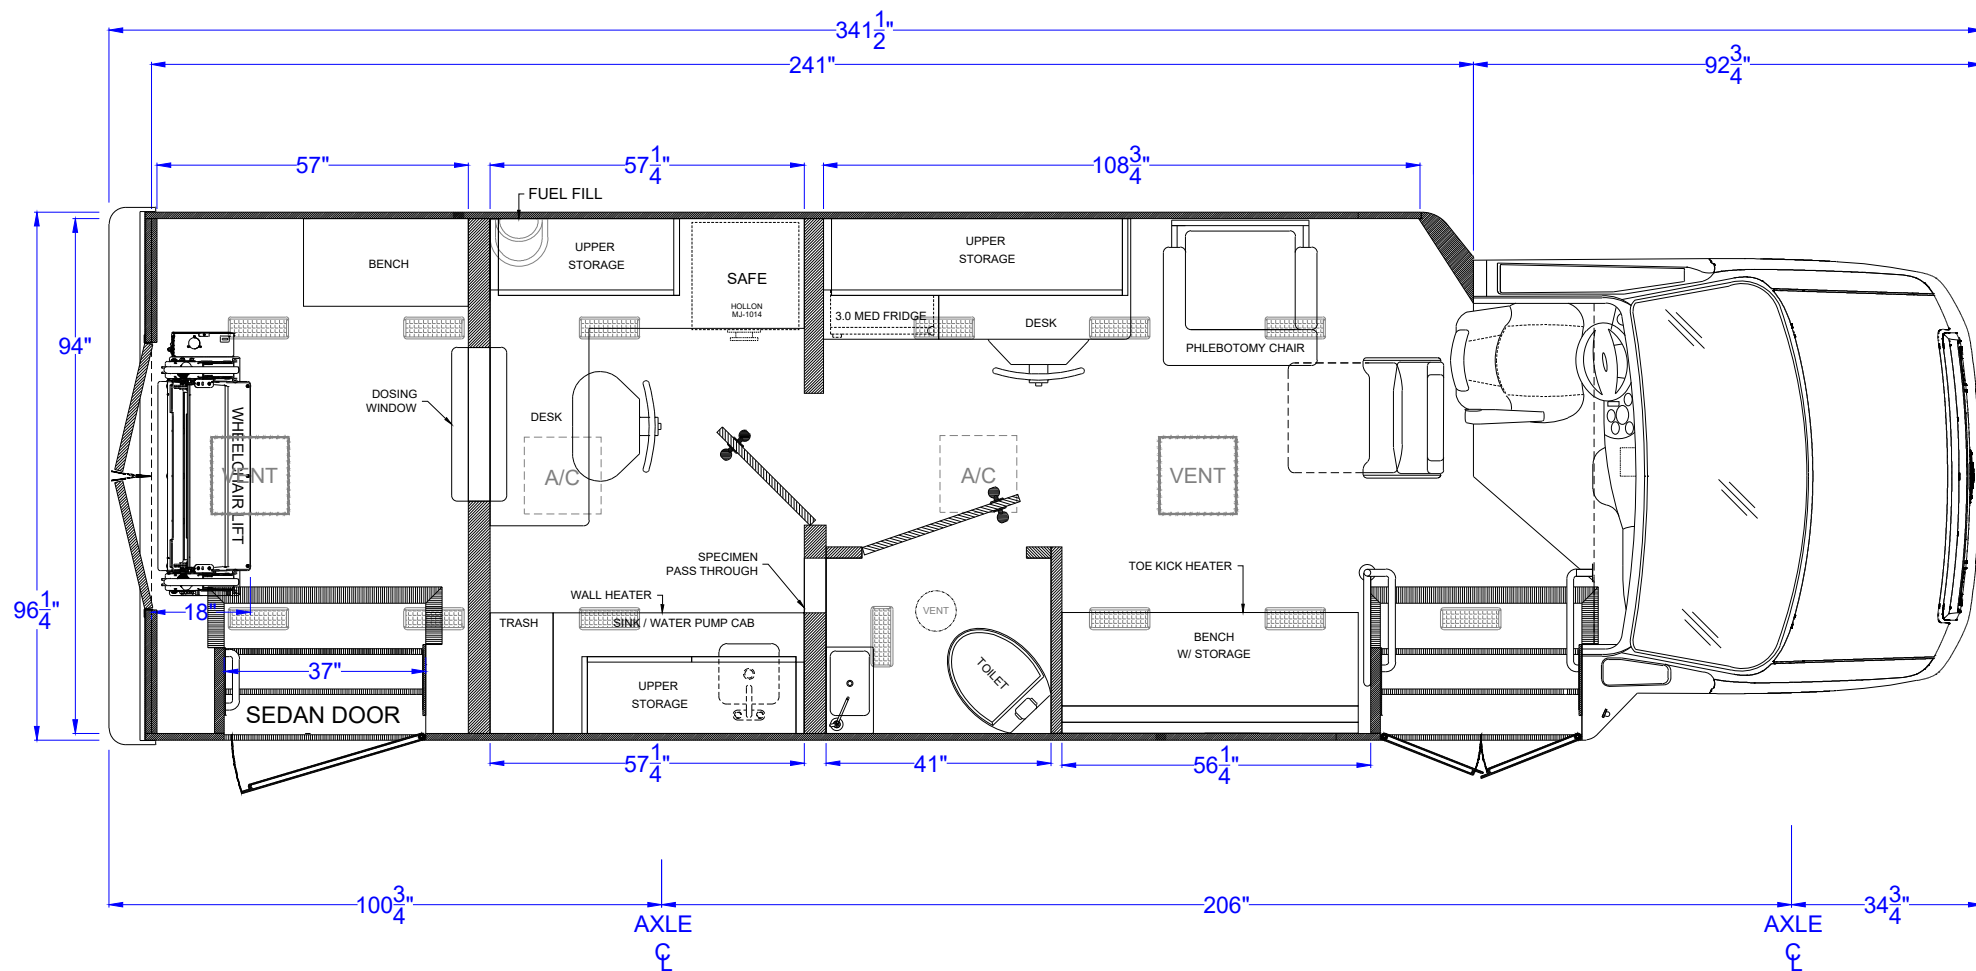 341 1/2"
241"
92 3/4"
57"
57 1/4"
108 3/4"
FUEL FILL
BENCH
UPPER
STORAGE
SAFE
HOLLON
MJ-1014
UPPER
STORAGE
3.0 MED FRIDGE
DESK
PHLEBOTOMY CHAIR
94"
96 1/4"
DOSING
WINDOW
DESK
WHEELCHAIR LIFT
VENT
A/C
A/C
VENT
SPECIMEN
PASS THROUGH
TOE KICK HEATER
WALL HEATER
18"
TRASH
SINK / WATER PUMP CAB
VENT
BENCH
W/ STORAGE
TOILET
37"
UPPER
STORAGE
SEDAN DOOR
57 1/4"
41"
56 1/4"
100 3/4"
206"
34 3/4"
AXLE
℄
AXLE
℄